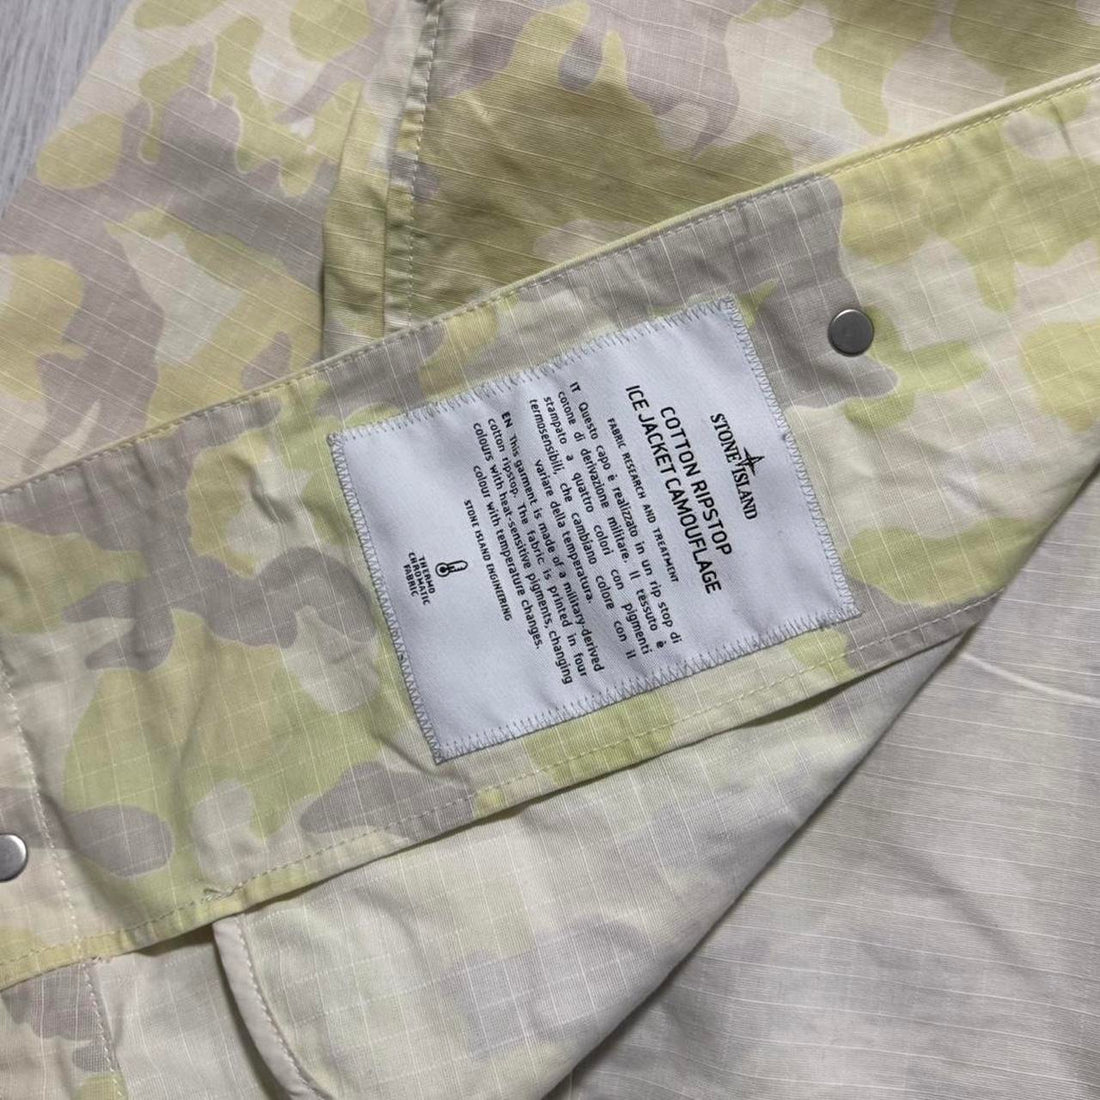 STONE ISLAND
COTTON RIPSTOP
ICE JACKET CAMOUFLAGE
FABRIC RESEARCH AND TREATMENT
IT Questo capo è realizzato in un rip stop di
cotone di derivazione militare. Il tessuto è
stampato a quattro colori con pigmenti
termosensibili, che cambiano colore con il
variare della temperatura.
EN This garment is made of a military-derived
cotton ripstop. The fabric is printed in four
colours with heat-sensitive pigments, changing
colour with temperature changes.
STONE ISLAND ENGINEERING
THERMO
CHROMATIC
FABRIC